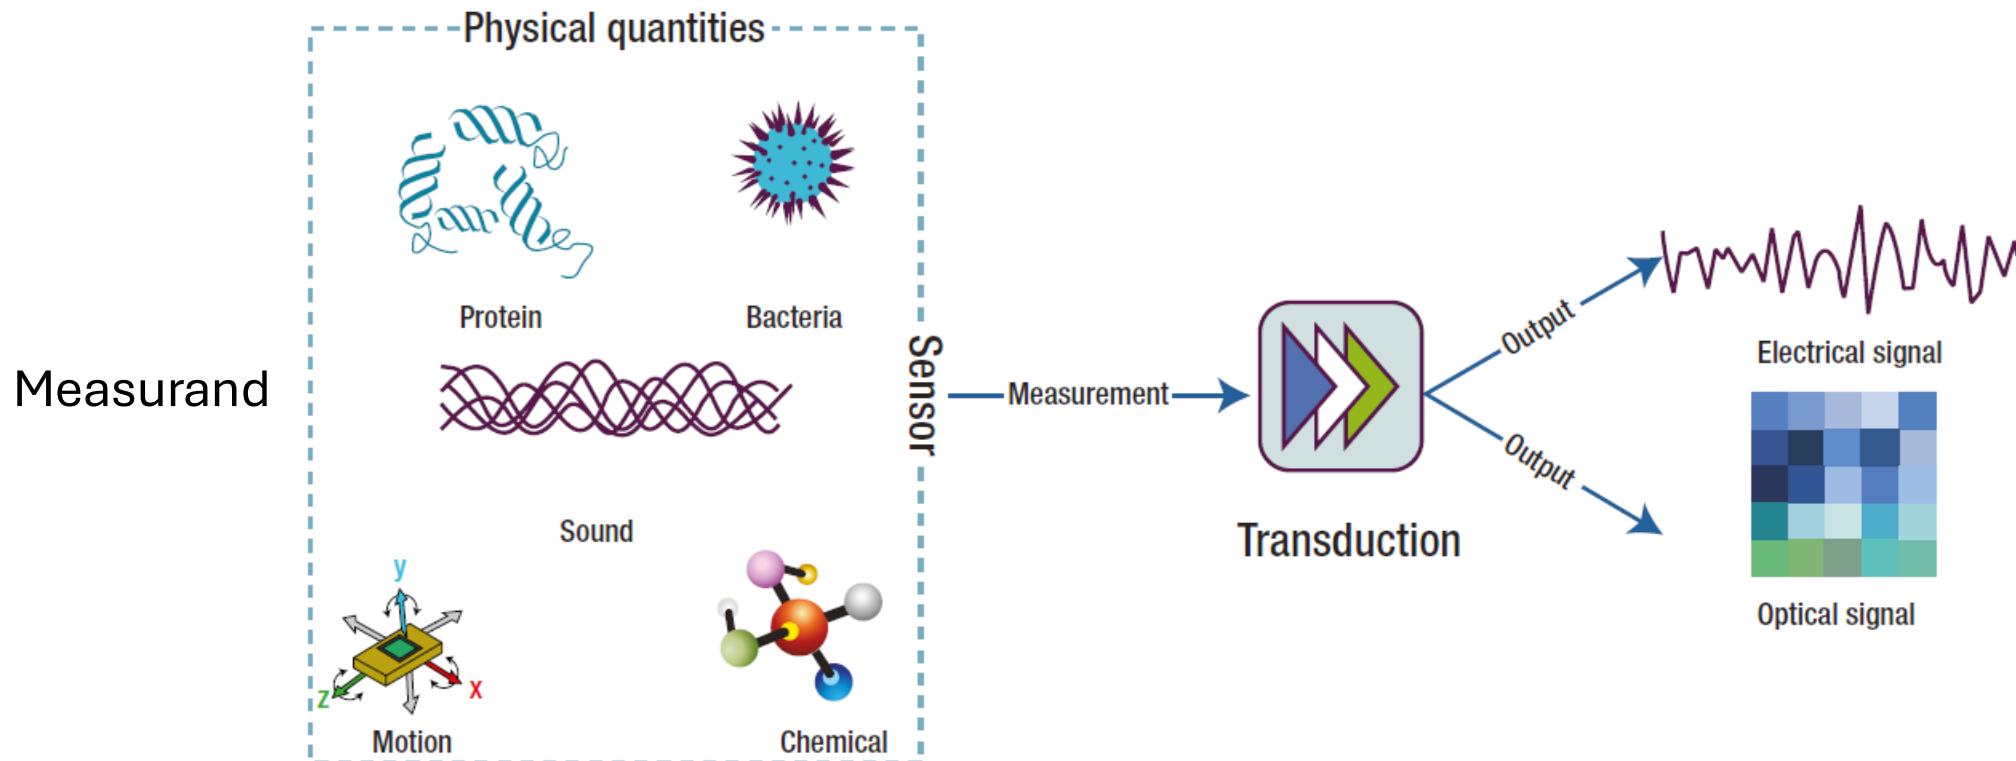 Physical quantities
Protein
Bacteria
Measurand
Sensor
Measurement
Output
Electrical signal
Output
Sound
Transduction
Optical signal
y
x
z
Motion
Chemical